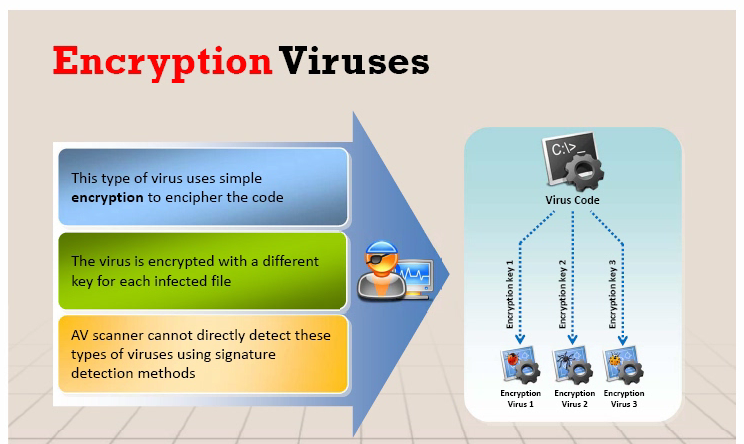 Encryption Viruses
This type of virus uses simple
encryption to encipher the code
The virus is encrypted with a different
key for each infected file
AV scanner cannot directly detect these
types of viruses using signature
detection methods
C:\>_
Virus Code
Encryption key 1
Encryption key 2
Encryption key 3
Encryption
Virus 1
Encryption
Virus 2
Encryption
Virus 3